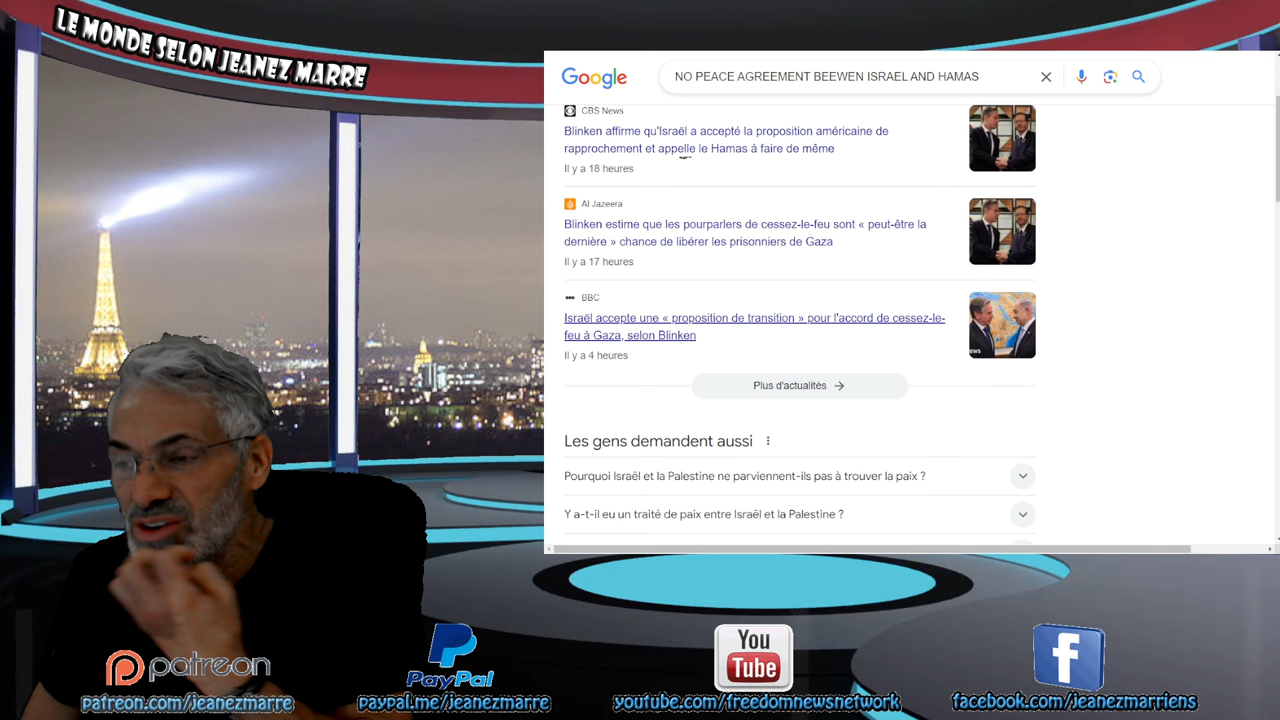 LE MONDE SELON JEANEZ MARRE
Google
NO PEACE AGREEMENT BEEWEN ISRAEL AND HAMAS
CBS News
Blinken affirme qu'Israël a accepté la proposition américaine de
rapprochement et appelle le Hamas à faire de même
Il y a 18 heures
Al Jazeera
Blinken estime que les pourparlers de cessez-le-feu sont « peut-être la
dernière » chance de libérer les prisonniers de Gaza
Il y a 17 heures
BBC
Israël accepte une « proposition de transition » pour l'accord de cessez-le-
feu à Gaza, selon Blinken
NEWS
Il y a 4 heures
Plus d'actualités
Les gens demandent aussi
Pourquoi Israël et la Palestine ne parviennent-ils pas à trouver la paix ?
Y a-t-il eu un traité de paix entre Israël et la Palestine ?
patreon
PayPal
You
Tube
f
patreon.com/jeanezmarre
paypal.me/jeanezmarre
youtube.com/freedomnewsnetwork
facebook.com/jeanezmarriens